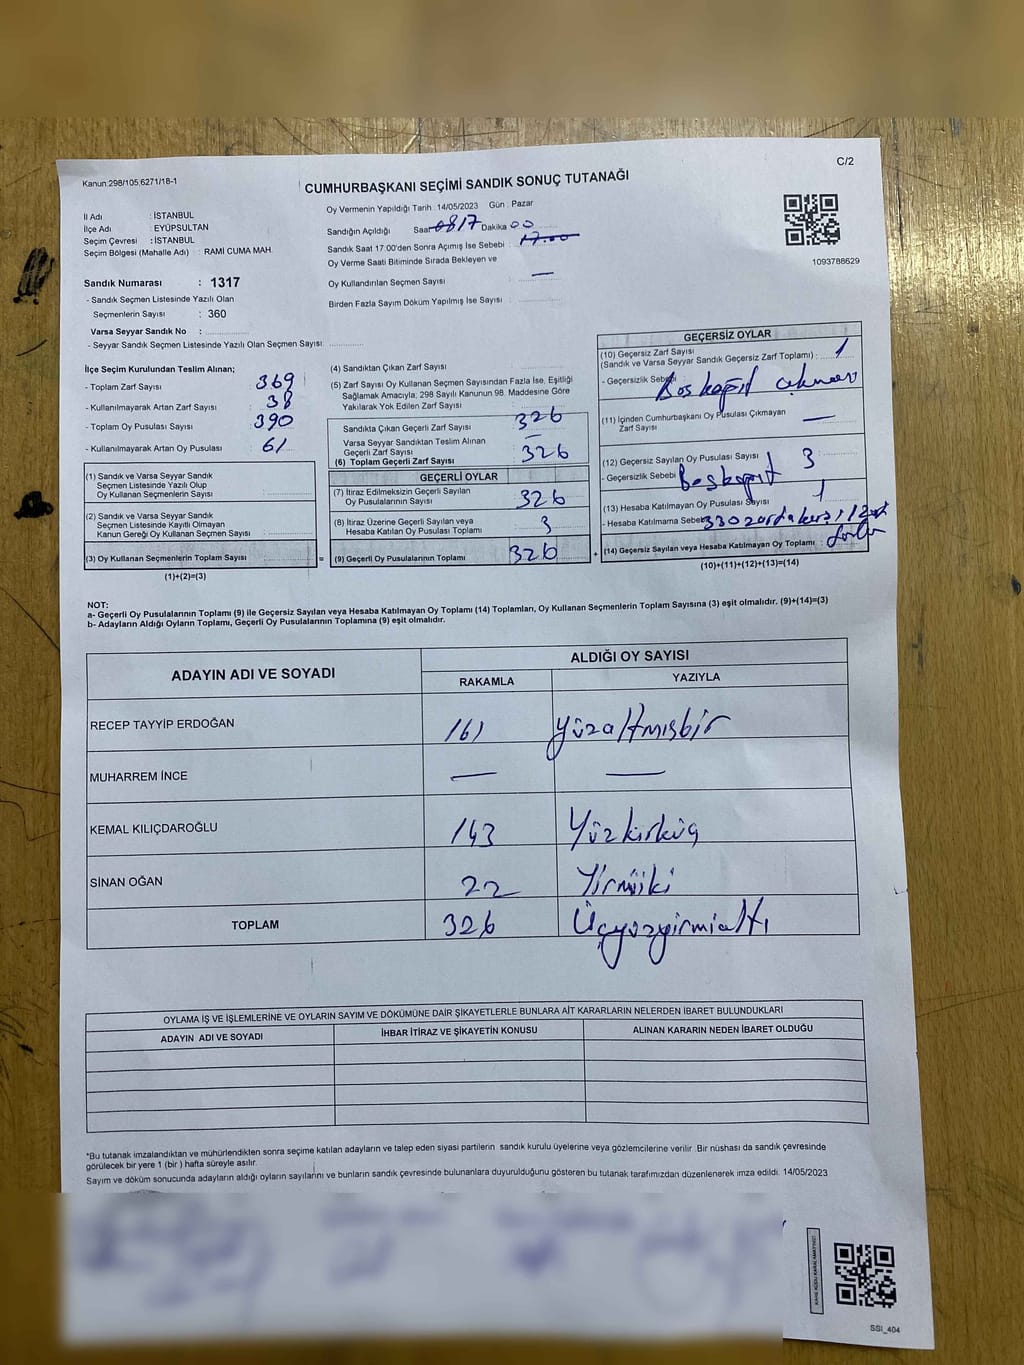 C/2
Kanun:298/105;6271/18-1
CUMHURBAŞKANI SEÇİMİ SANDIK SONUÇ TUTANAĞI
İl Adı : İSTANBUL
İlçe Adı : EYÜPSULTAN
Seçim Çevresi : İSTANBUL
Seçim Bölgesi (Mahalle Adı) : RAMİ CUMA MAH.
Oy Vermenin Yapıldığı Tarih : 14/05/2023 Gün : Pazar
Sandığın Açıldığı Saat 0817 Dakika 00
Sandık Saat 17:00'den Sonra Açımış İse Sebebi : 17.00
Oy Verme Saati Bitiminde Sırada Bekleyen ve
Oy Kullandırılan Seçmen Sayısı : —
Birden Fazla Sayım Döküm Yapılmış İse Sayısı :
1093788629
Sandık Numarası : 1317
- Sandık Seçmen Listesinde Yazılı Olan
Seçmenlerin Sayısı : 360
Varsa Seyyar Sandık No :
- Seyyar Sandık Seçmen Listesinde Yazılı Olan Seçmen Sayısı :
İlçe Seçim Kurulundan Teslim Alınan;
- Toplam Zarf Sayısı : 369
- Kullanılmayarak Artan Zarf Sayısı : 38
- Toplam Oy Pusulası Sayısı : 390
- Kullanılmayarak Artan Oy Pusulası : 61
(1) Sandık ve Varsa Seyyar Sandık
Seçmen Listesinde Yazılı Olup
Oy Kullanan Seçmenlerin Sayısı :
(2) Sandık ve Varsa Seyyar Sandık
Seçmen Listesinde Kayıtlı Olmayan
Kanun Gereği Oy Kullanan Seçmen Sayısı :
(3) Oy Kullanan Seçmenlerin Toplam Sayısı =
(1)+(2)=(3)
(4) Sandıktan Çıkan Zarf Sayısı :
(5) Zarf Sayısı Oy Kullanan Seçmen Sayısından Fazla İse, Eşitliği
Sağlamak Amacıyla; 298 Sayılı Kanunun 98. Maddesine Göre
Yakılarak Yok Edilen Zarf Sayısı :
Sandıkta Çıkan Geçerli Zarf Sayısı : 326
Varsa Seyyar Sandıktan Teslim Alınan
Geçerli Zarf Sayısı : —
(6) Toplam Geçerli Zarf Sayısı : 326
GEÇERLİ OYLAR
(7) İtiraz Edilmeksizin Geçerli Sayılan
Oy Pusulalarının Sayısı : 326
(8) İtiraz Üzerine Geçerli Sayılan veya
Hesaba Katılan Oy Pusulası Toplamı : 3
(9) Geçerli Oy Pusulalarının Toplamı : 326 +
GEÇERSİZ OYLAR
(10) Geçersiz Zarf Sayısı
(Sandık ve Varsa Seyyar Sandık Geçersiz Zarf Toplamı) : 1
- Geçersizlik Sebebi : Bos kağıt çıkması
(11) İçinden Cumhurbaşkanı Oy Pusulası Çıkmayan
Zarf Sayısı : —
(12) Geçersiz Sayılan Oy Pusulası Sayısı : 3
- Geçersizlik Sebebi : Boş kağıt
(13) Hesaba Katılmayan Oy Pusulası Sayısı : 1
- Hesaba Katılmama Sebebi : 330
(14) Geçersiz Sayılan veya Hesaba Katılmayan Oy Toplamı :
(10)+(11)+(12)+(13)=(14)
NOT:
a- Geçerli Oy Pusulalarının Toplamı (9) ile Geçersiz Sayılan veya Hesaba Katılmayan Oy Toplamı (14) Toplamları, Oy Kullanan Seçmenlerin Toplam Sayısına (3) eşit olmalıdır. (9)+(14)=(3)
b- Adayların Aldığı Oyların Toplamı, Geçerli Oy Pusulalarının Toplamına (9) eşit olmalıdır.
ADAYIN ADI VE SOYADI ALDIĞI OY SAYISI
RAKAMLA YAZIYLA
RECEP TAYYİP ERDOĞAN 161 Yüzaltmışbir
MUHARREM İNCE — —
KEMAL KILIÇDAROĞLU 143 Yüzkırküç
SİNAN OĞAN 22 Yirmiiki
TOPLAM 326 Üçyüzyirmialtı
OYLAMA İŞ VE İŞLEMLERİNE VE OYLARIN SAYIM VE DÖKÜMÜNE DAİR ŞİKAYETLERLE BUNLARA AİT KARARLARIN NELERDEN İBARET BULUNDUKLARI
ADAYIN ADI VE SOYADI İHBAR İTİRAZ VE ŞİKAYETİN KONUSU ALINAN KARARIN NEDEN İBARET OLDUĞU
*Bu tutanak imzalandıktan ve mühürlendikten sonra seçime katılan adayların ve talep eden siyasi partilerin sandık kurulu üyelerine veya gözlemcilerine verilir. Bir nüshası da sandık çevresinde
görülecek bir yere 1 (bir) hafta süreyle asılır.
Sayım ve döküm sonucunda adayların aldığı oyların sayılarını ve bunların sandık çevresinde bulunanlara duyurulduğunu gösteren bu tutanak tarafımızdan düzenlenerek imza edildi. 14/05/2023
SSI_404